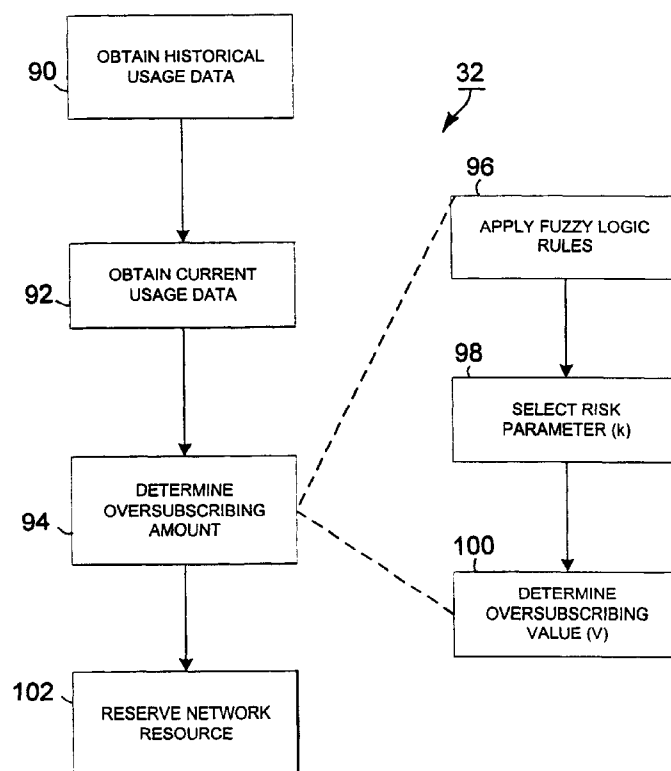 90
OBTAIN HISTORICAL
USAGE DATA
32
92
OBTAIN CURRENT
USAGE DATA
94
DETERMINE
OVERSUBSCRIBING
AMOUNT
96
APPLY FUZZY LOGIC
RULES
98
SELECT RISK
PARAMETER (k)
100
DETERMINE
OVERSUBSCRIBING
VALUE (V)
102
RESERVE NETWORK
RESOURCE